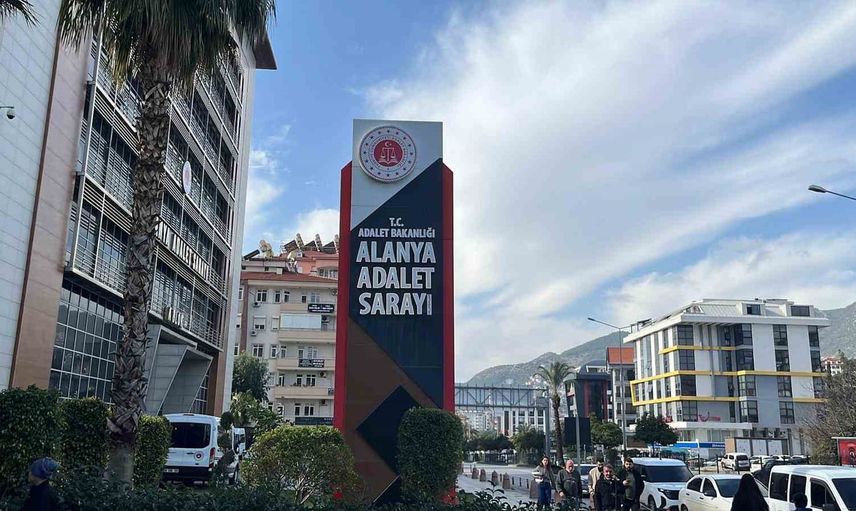 T.C.
ADALET BAKANLIĞI
ALANYA
ADALET
SARAYI